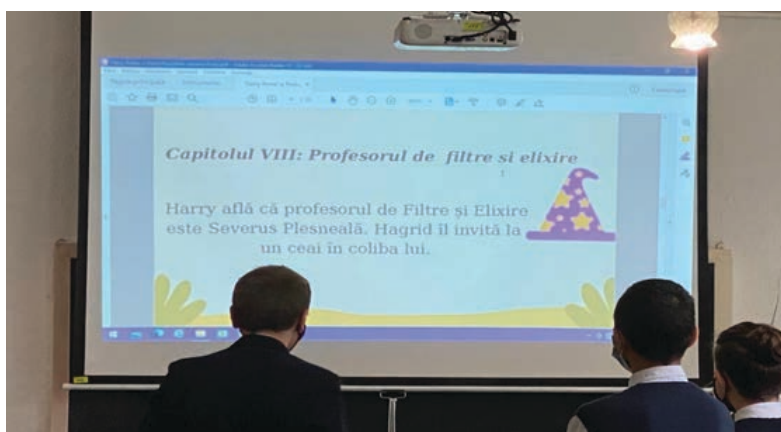 Capitolul VIII: Profesorul de filtre si elixire
Harry află că profesorul de Filtre și Elixire
este Severus Plesneală. Hagrid îl invită la
un ceai în coliba lui.